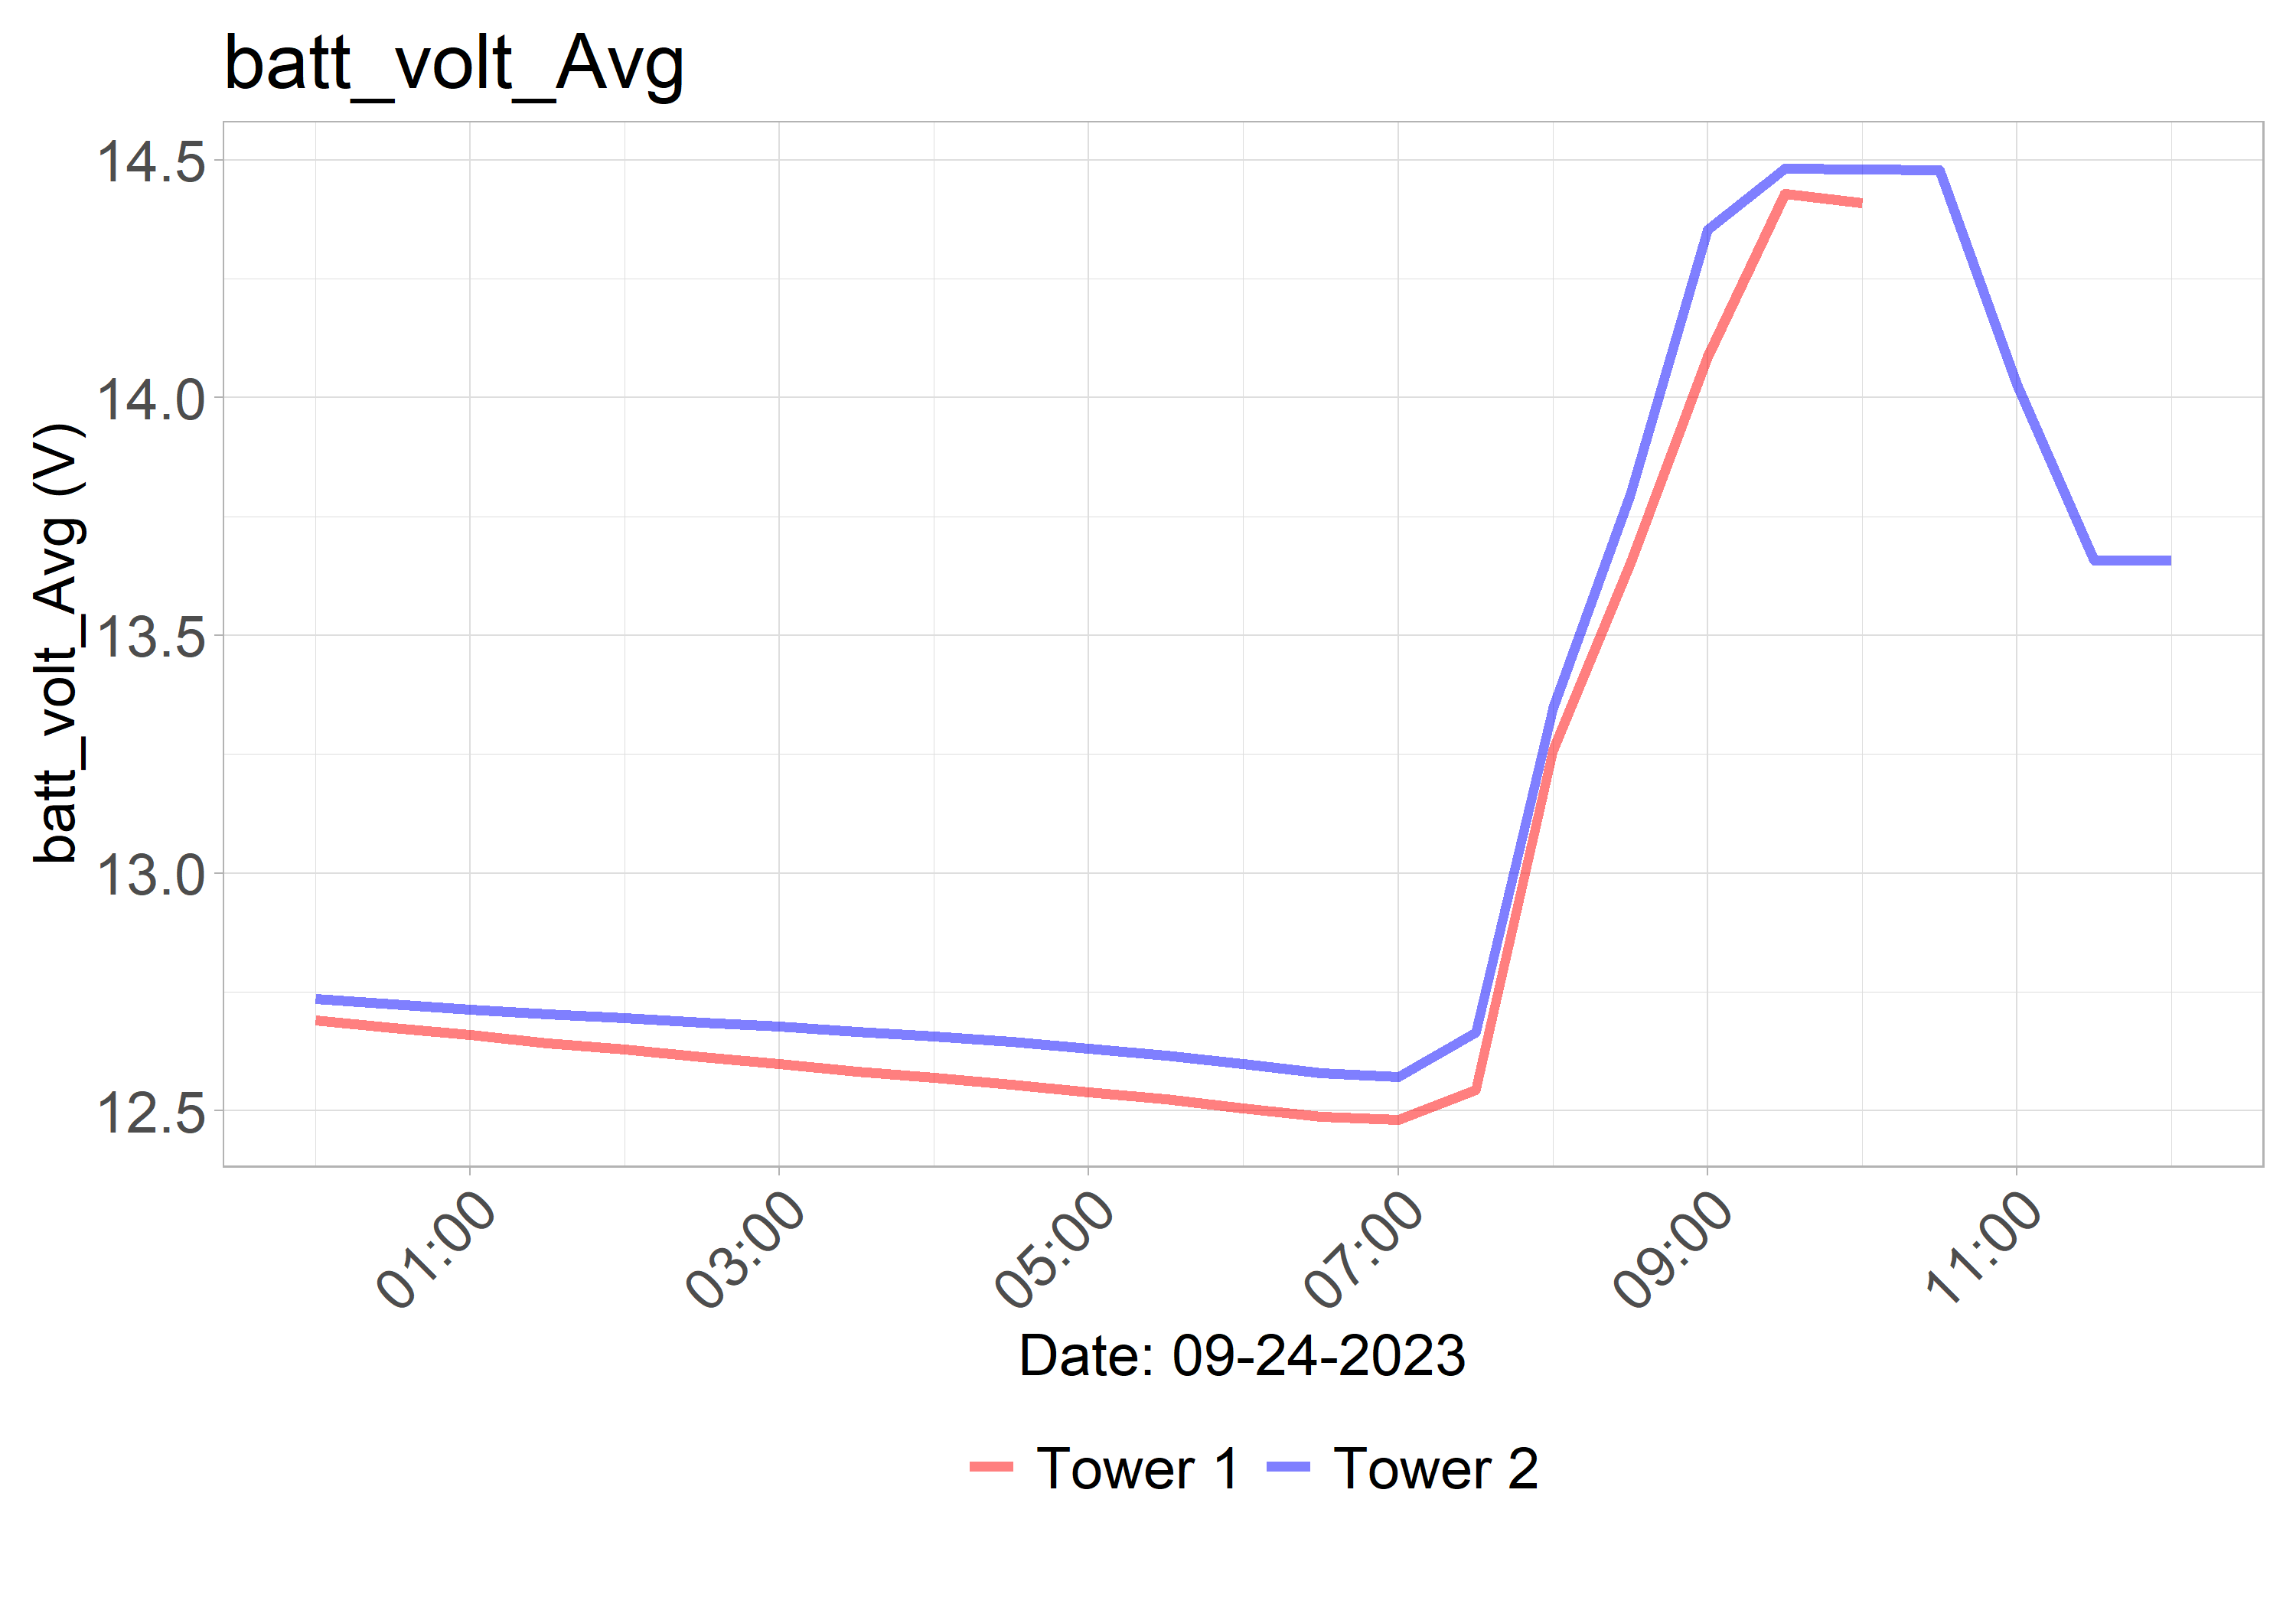 batt_volt_Avg
batt_volt_Avg (V)
14.5
14.0
13.5
13.0
12.5
01:00 03:00 05:00 07:00 09:00 11:00
Date: 09-24-2023
Tower 1 Tower 2